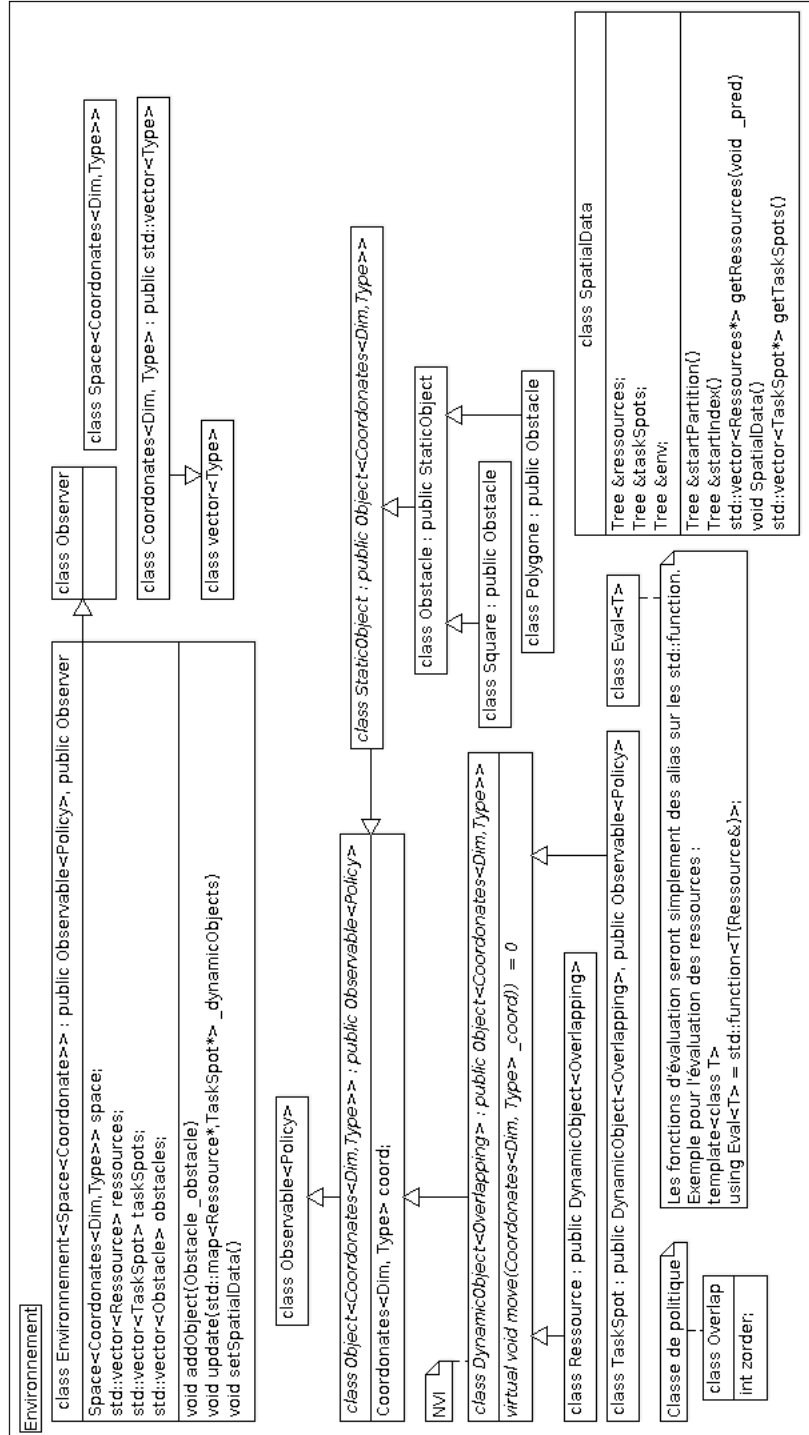 Environnement
class Environnement<Space<Coordonate>> : public Observable<Policy>, public Observer
Space<Coordonates<Dim,Type>> space;
std::vector<Ressource> ressources;
std::vector<TaskSpot> taskSpots;
std::vector<Obstacle> obstacles;
void addObject(Obstacle _obstacle)
void update(std::map<Ressource*,TaskSpot*> _dynamicObjects)
void setSpatialData()
class Observer
class Space<Coordonates<Dim,Type>>
class Coordonates<Dim, Type> : public std::vector<Type>
class vector<Type>
class Observable<Policy>
class Object<Coordonates<Dim,Type>> : public Observable<Policy>
Coordonates<Dim, Type> coord;
class StaticObject : public Object<Coordonates<Dim,Type>>
class Obstacle : public StaticObject
class Square : public Obstacle
class Polygone : public Obstacle
NVI
class DynamicObject<Overlapping> : public Object<Coordonates<Dim,Type>>
virtual void move(Coordonates<Dim, Type> _coord)) = 0
class Ressource : public DynamicObject<Overlapping>
class TaskSpot : public DynamicObject<Overlapping>, public Observable<Policy>
class Eval<T>
class SpatialData
Tree &ressources;
Tree &taskSpots;
Tree &env;
Tree &startPartition()
Tree &startIndex()
std::vector<Ressources*> getRessources(void _pred)
void SpatialData()
std::vector<TaskSpot*> getTaskSpots()
Classe de politique
class Overlap
int zorder;
Les fonctions d'évaluation seront simplement des alias sur les std::function.
Exemple pour l'évaluation des ressources :
template<class T>
using Eval<T> = std::function<T(Ressource&)>;